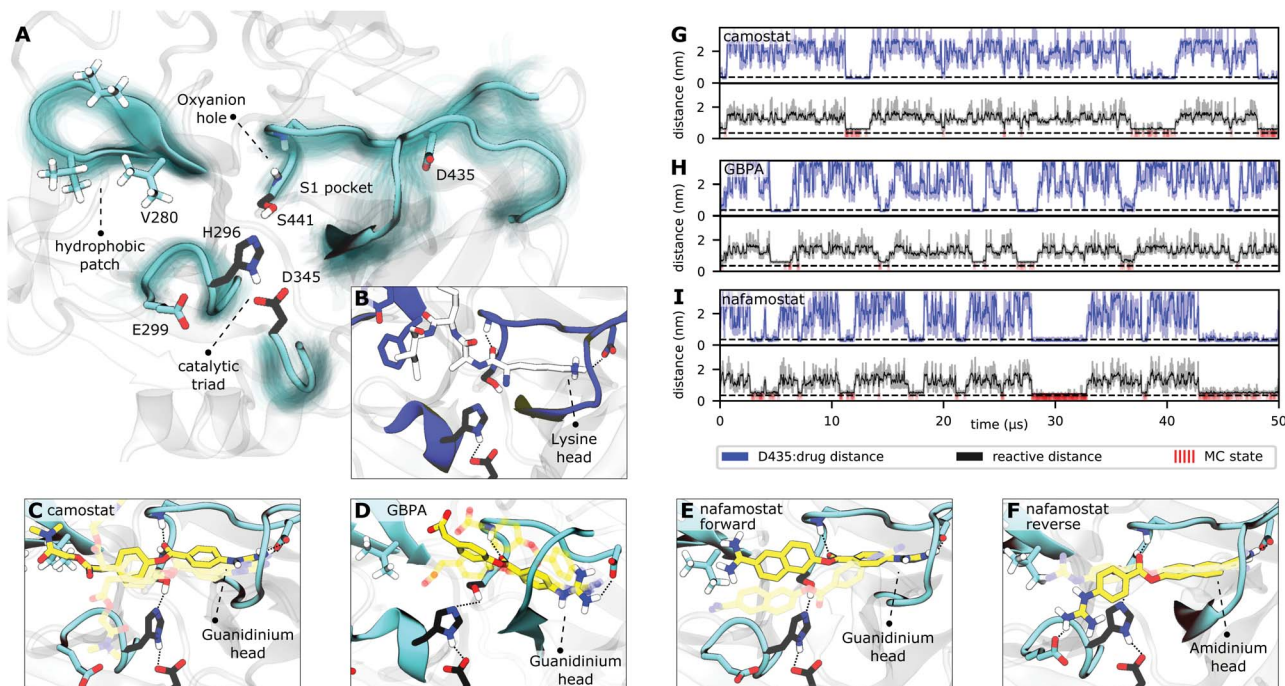 A
Oxyanion
hole
S1 pocket
D435
S441
V280
H296
hydrophobic
patch
D345
E299
catalytic
triad
B
Lysine
head
C camostat
Guanidinium
head
D GBPA
Guanidinium
head
E nafamostat
forward
Guanidinium
head
F nafamostat
reverse
Amidinium
head
G camostat
distance (nm)
2
0
2
0
H GBPA
distance (nm)
2
0
2
0
I nafamostat
distance (nm)
2
0
2
0
0 10 20 30 40 50
time (μs)
D435:drug distance reactive distance MC state